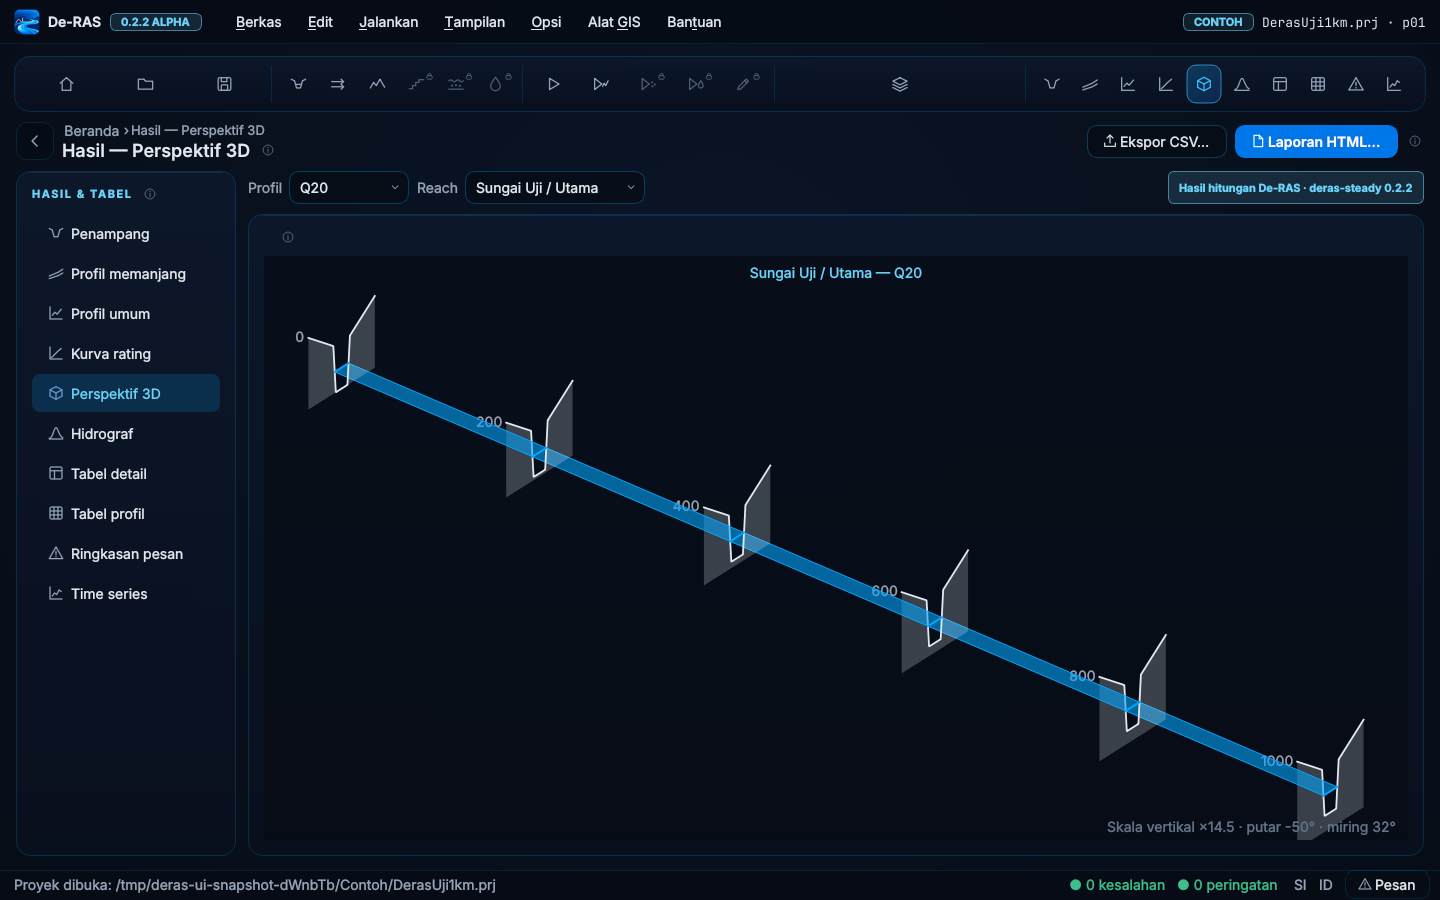 De-RAS 0.2.2 ALPHA Berkas Edit Jalankan Tampilan Opsi Alat GIS Bantuan CONTOH DerasUji1km.prj · p01
Beranda › Hasil — Perspektif 3D
Hasil — Perspektif 3D
Ekspor CSV... Laporan HTML...
HASIL & TABEL
Penampang
Profil memanjang
Profil umum
Kurva rating
Perspektif 3D
Hidrograf
Tabel detail
Tabel profil
Ringkasan pesan
Time series
Profil Q20 Reach Sungai Uji / Utama Hasil hitungan De-RAS · deras-steady 0.2.2
Sungai Uji / Utama — Q20
0
200
400
600
800
1000
Skala vertikal ×14.5 · putar -50° · miring 32°
Proyek dibuka: /tmp/deras-ui-snapshot-dWnbTb/Contoh/DerasUji1km.prj 0 kesalahan 0 peringatan SI ID Pesan